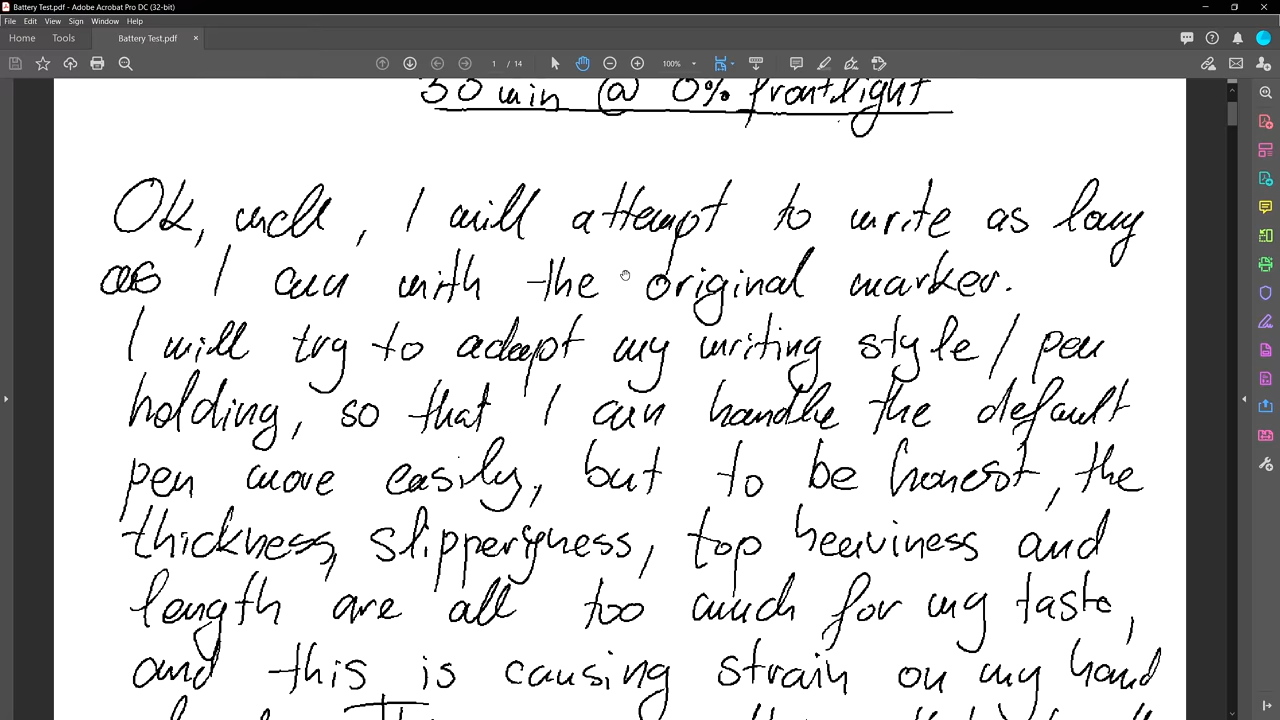 Battery Test.pdf - Adobe Acrobat Pro DC (32-bit)
File Edit View Sign Window Help
Home Tools Battery Test.pdf ×
1 / 14 100%
30 min @ 0% frontlight
Ok, well, I will attempt to write as long
as I can with the original marker.
I will try to adapt my writing style / pen
holding, so that I can handle the default
pen more easily, but to be honest, the
thickness, slipperiness, top heaviness and
length are all too much for my taste,
and this is causing strain on my hand